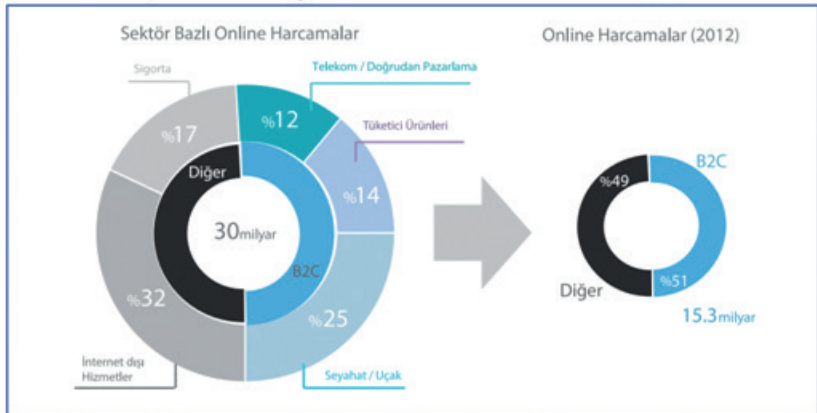 Sektör Bazlı Online Harcamalar
Online Harcamalar (2012)
Sigorta
Telekom / Doğrudan Pazarlama
Tüketici Ürünleri
%17
%12
%14
%32
%25
Diğer
30milyar
B2C
İnternet dışı
Hizmetler
Seyahat / Uçak
B2C
%49
%51
Diğer
15.3milyar